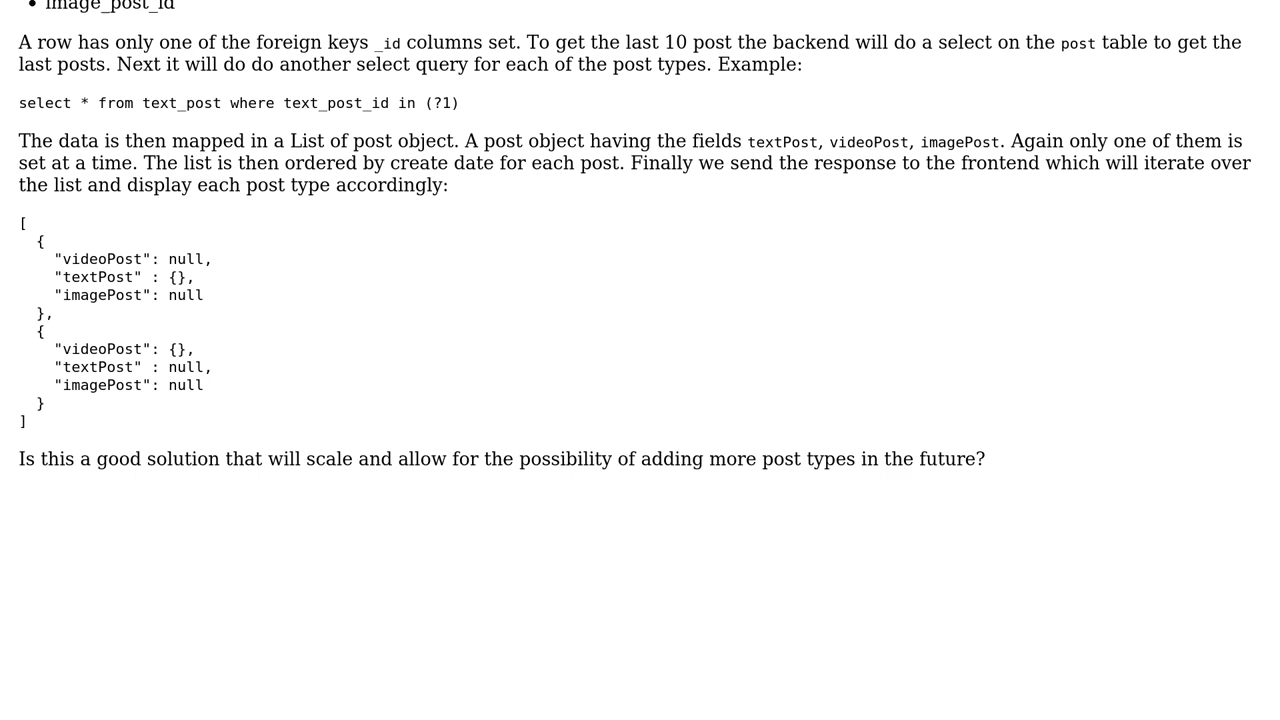 • image_post_id
A row has only one of the foreign keys _id columns set. To get the last 10 post the backend will do a select on the post table to get the
last posts. Next it will do do another select query for each of the post types. Example:
select * from text_post where text_post_id in (?1)
The data is then mapped in a List of post object. A post object having the fields textPost, videoPost, imagePost. Again only one of them is
set at a time. The list is then ordered by create date for each post. Finally we send the response to the frontend which will iterate over
the list and display each post type accordingly:
[
  {
    "videoPost": null,
    "textPost" : {},
    "imagePost": null
  },
  {
    "videoPost": {},
    "textPost" : null,
    "imagePost": null
  }
]
Is this a good solution that will scale and allow for the possibility of adding more post types in the future?